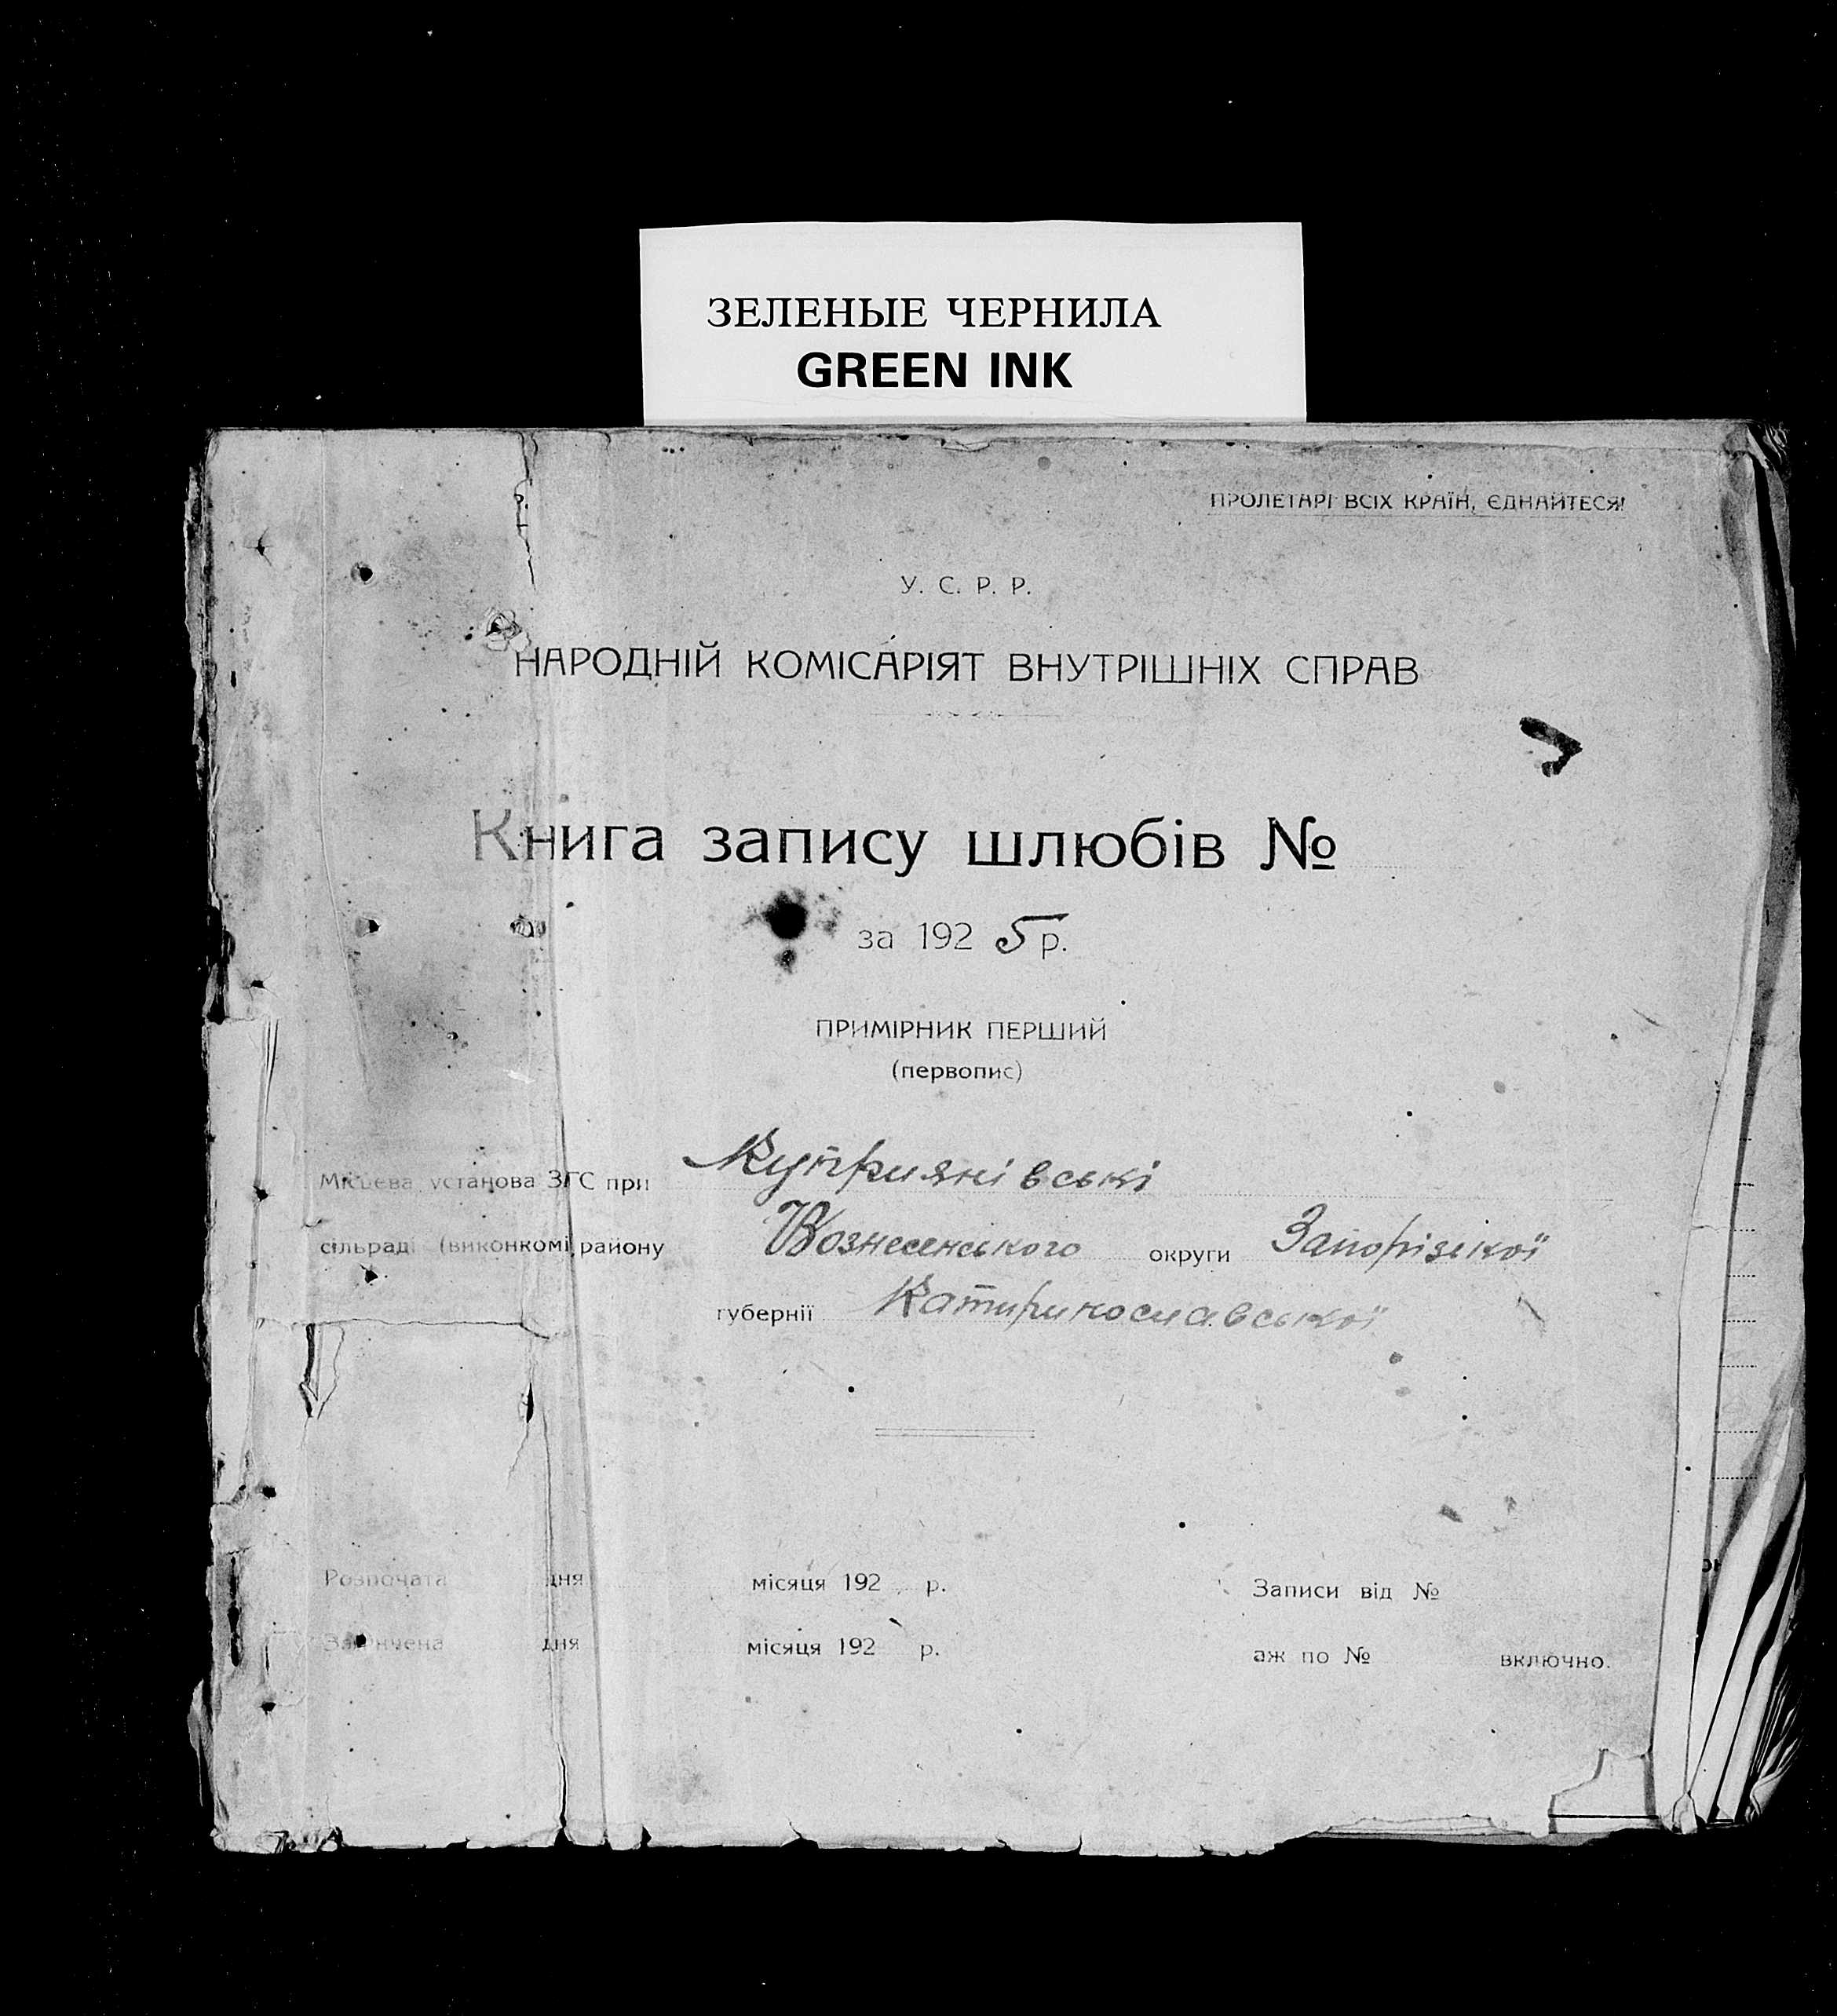 ЗЕЛЕНЫЕ ЧЕРНИЛА
GREEN INK
ПРОЛЕТАРІ ВСІХ КРАЇН, ЄДНАЙТЕСЯ!
У. С. Р. Р.
НАРОДНІЙ КОМІСАРІЯТ ВНУТРІШНІХ СПРАВ
Книга запису шлюбів №
за 1925 р.
ПРИМІРНИК ПЕРШИЙ
(первопис)
Місцева установа ЗГС при Куприянівські
сільраді (виконкомі) району Вознесенського округи Запорізької
губернії Катиринославської
Розпочата дня місяця 192 р. Записи від №
Закінчена дня місяця 192 р. аж по № включно.